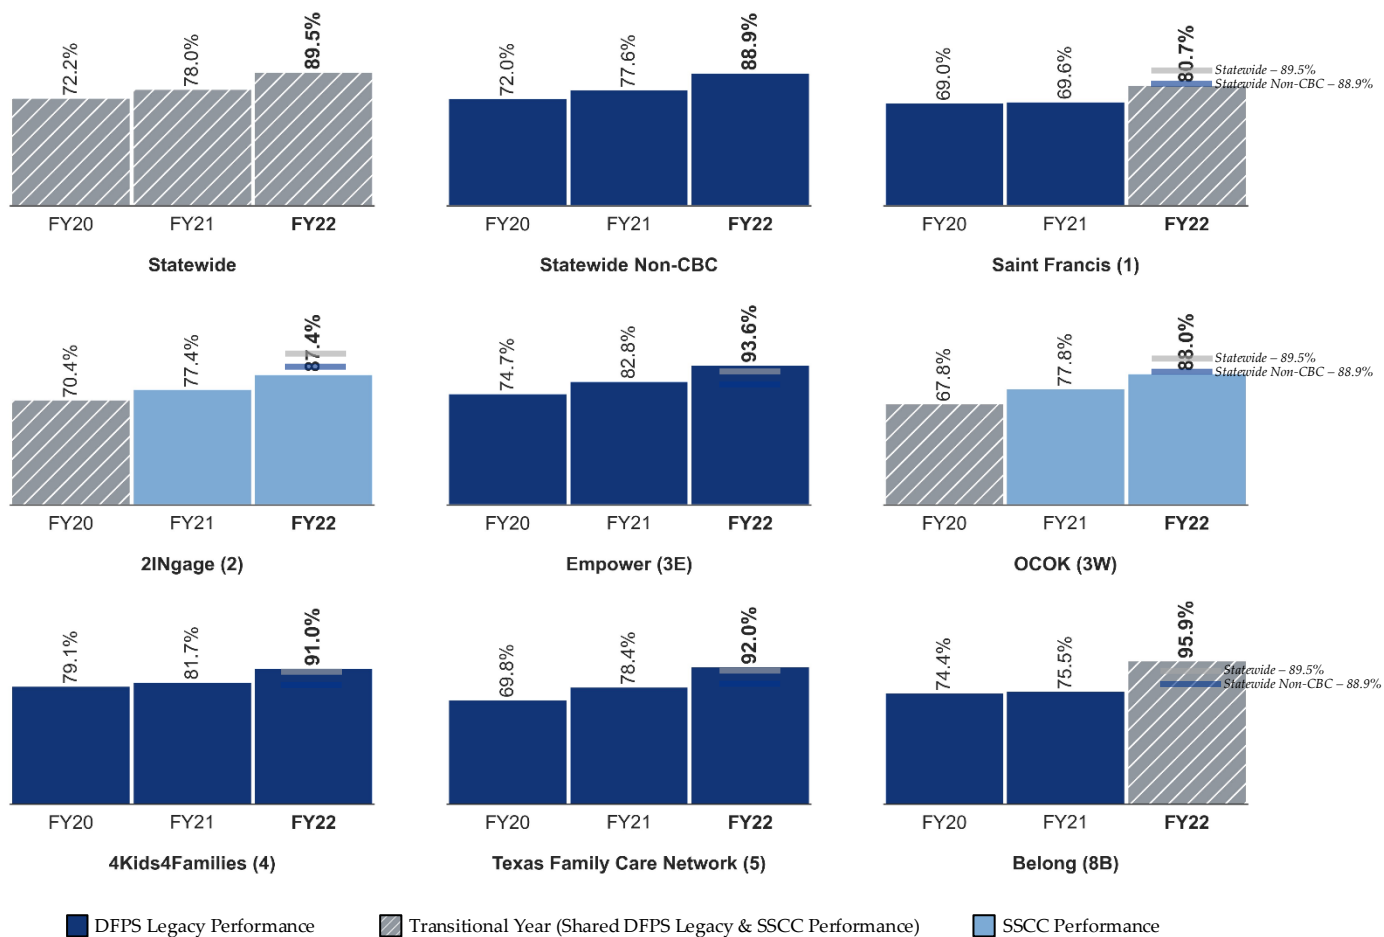 72.2% 78.0% 89.5%
FY20 FY21 FY22
Statewide
72.0% 77.6% 88.9%
FY20 FY21 FY22
Statewide Non-CBC
69.0% 69.6% 80.7%
Statewide – 89.5%
Statewide Non-CBC – 88.9%
FY20 FY21 FY22
Saint Francis (1)
70.4% 77.4% 87.4%
FY20 FY21 FY22
2INgage (2)
74.7% 82.8% 93.6%
FY20 FY21 FY22
Empower (3E)
67.8% 77.8% 88.0%
Statewide – 89.5%
Statewide Non-CBC – 88.9%
FY20 FY21 FY22
OCOK (3W)
79.1% 81.7% 91.0%
FY20 FY21 FY22
4Kids4Families (4)
69.8% 78.4% 92.0%
FY20 FY21 FY22
Texas Family Care Network (5)
74.4% 75.5% 95.9%
Statewide – 89.5%
Statewide Non-CBC – 88.9%
FY20 FY21 FY22
Belong (8B)
DFPS Legacy Performance Transitional Year (Shared DFPS Legacy & SSCC Performance) SSCC Performance